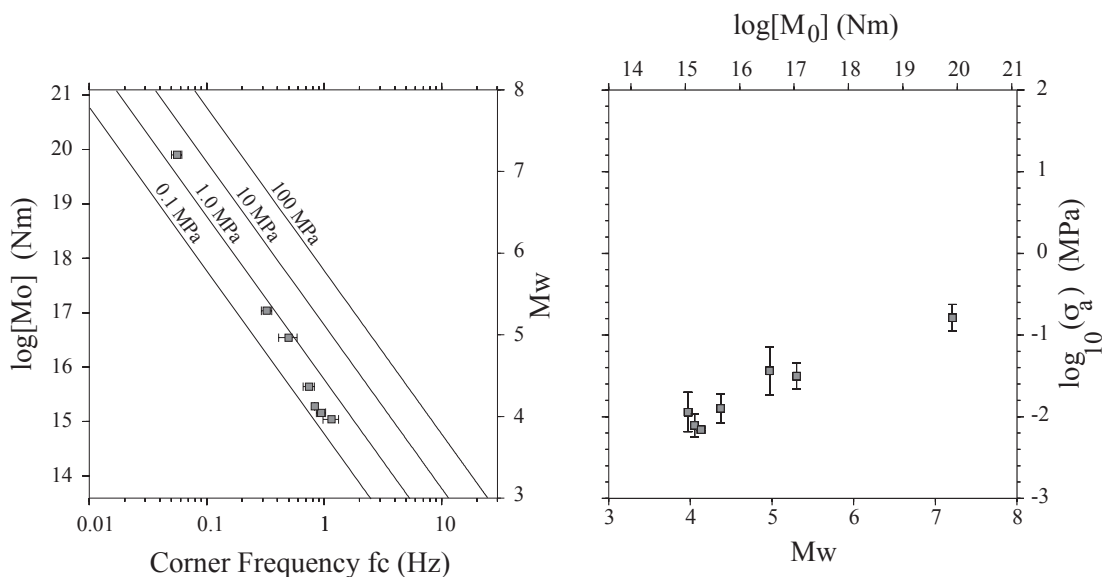 log[Mo] (Nm)
21
20
19
18
17
16
15
14
0.1 MPa
1.0 MPa
10 MPa
100 MPa
8
7
6
5
4
3
Mw
0.01
0.1
1
10
Corner Frequency fc (Hz)
log[M0] (Nm)
14 15 16 17 18 19 20 21
2
1
0
-1
-2
-3
log10(σa) (MPa)
3 4 5 6 7 8
Mw